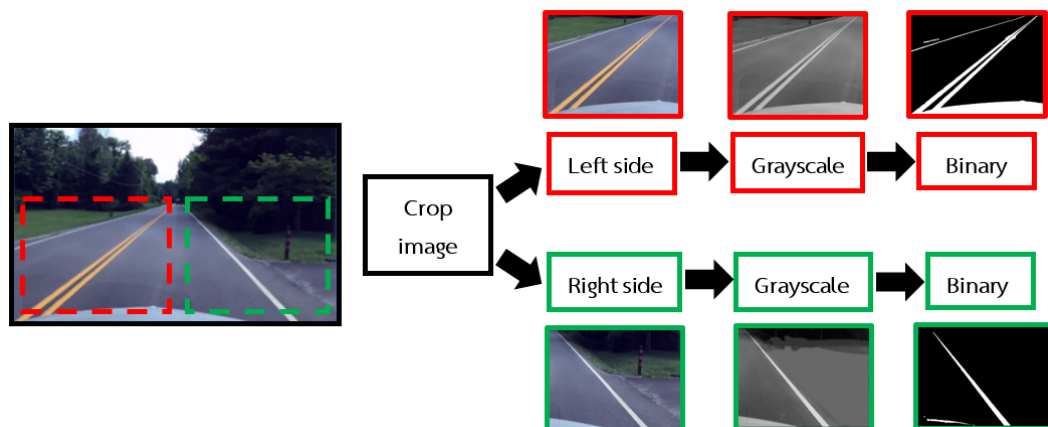 Crop
image
Left side
Grayscale
Binary
Right side
Grayscale
Binary